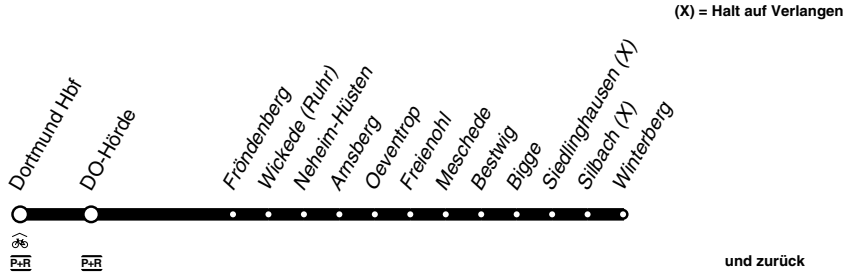 (X) = Halt auf Verlangen
Dortmund Hbf
DO-Hörde
Fröndenberg
Wickede (Ruhr)
Neheim-Hüsten
Arnsberg
Oeventrop
Freienohl
Meschede
Bestwig
Bigge
Siedlinghausen (X)
Silbach (X)
Winterberg
P+R
P+R
und zurück